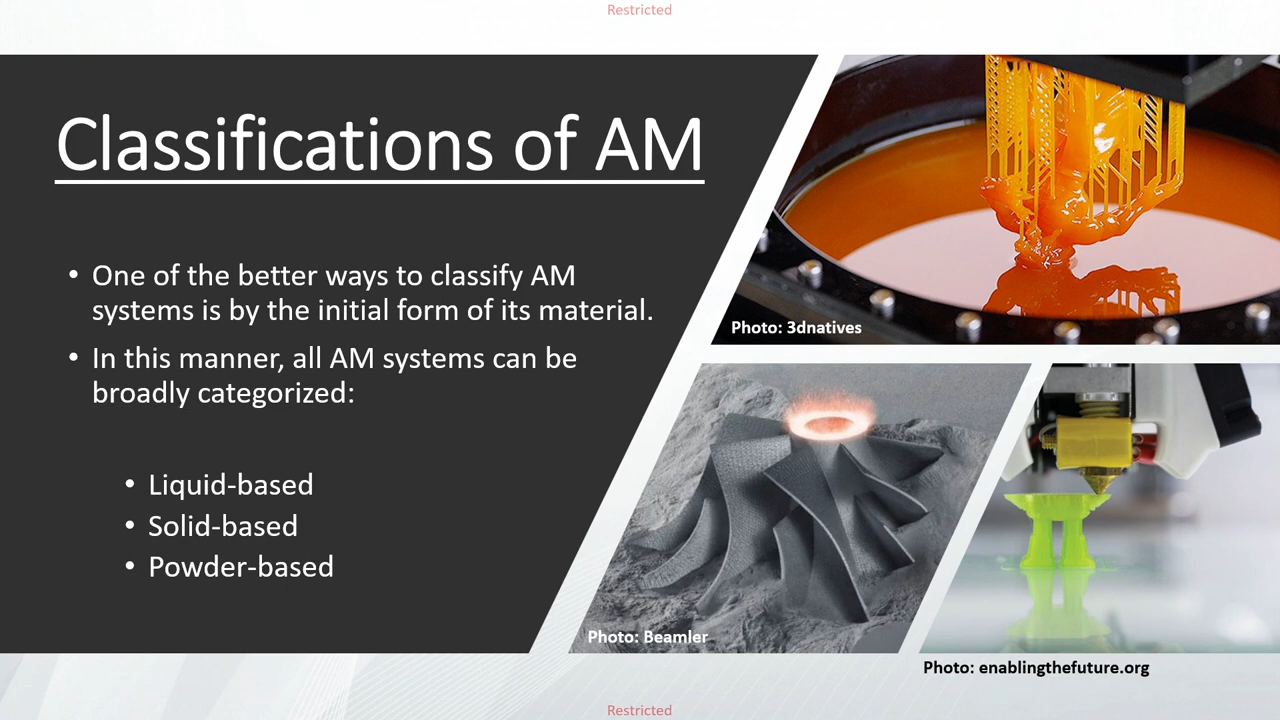 Restricted
Classifications of AM
• One of the better ways to classify AM
systems is by the initial form of its material.
• In this manner, all AM systems can be
broadly categorized:
• Liquid-based
• Solid-based
• Powder-based
Photo: 3dnatives
Photo: Beamler
Photo: enablingthefuture.org
Restricted